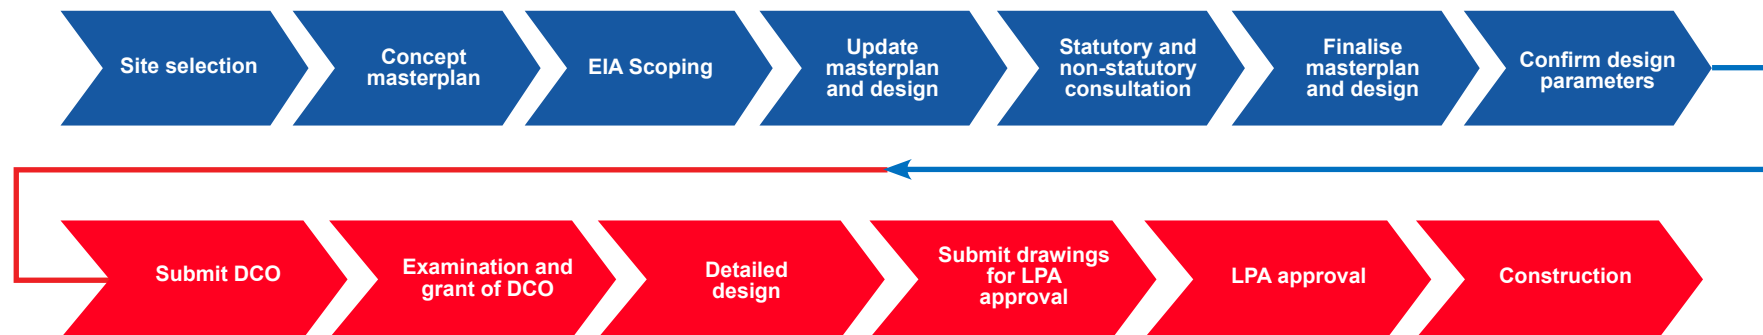 Site selection
Concept
masterplan
EIA Scoping
Update
masterplan
and design
Statutory and
non-statutory
consultation
Finalise
masterplan
and design
Confirm design
parameters
Submit DCO
Examination and
grant of DCO
Detailed
design
Submit drawings
for LPA
approval
LPA approval
Construction